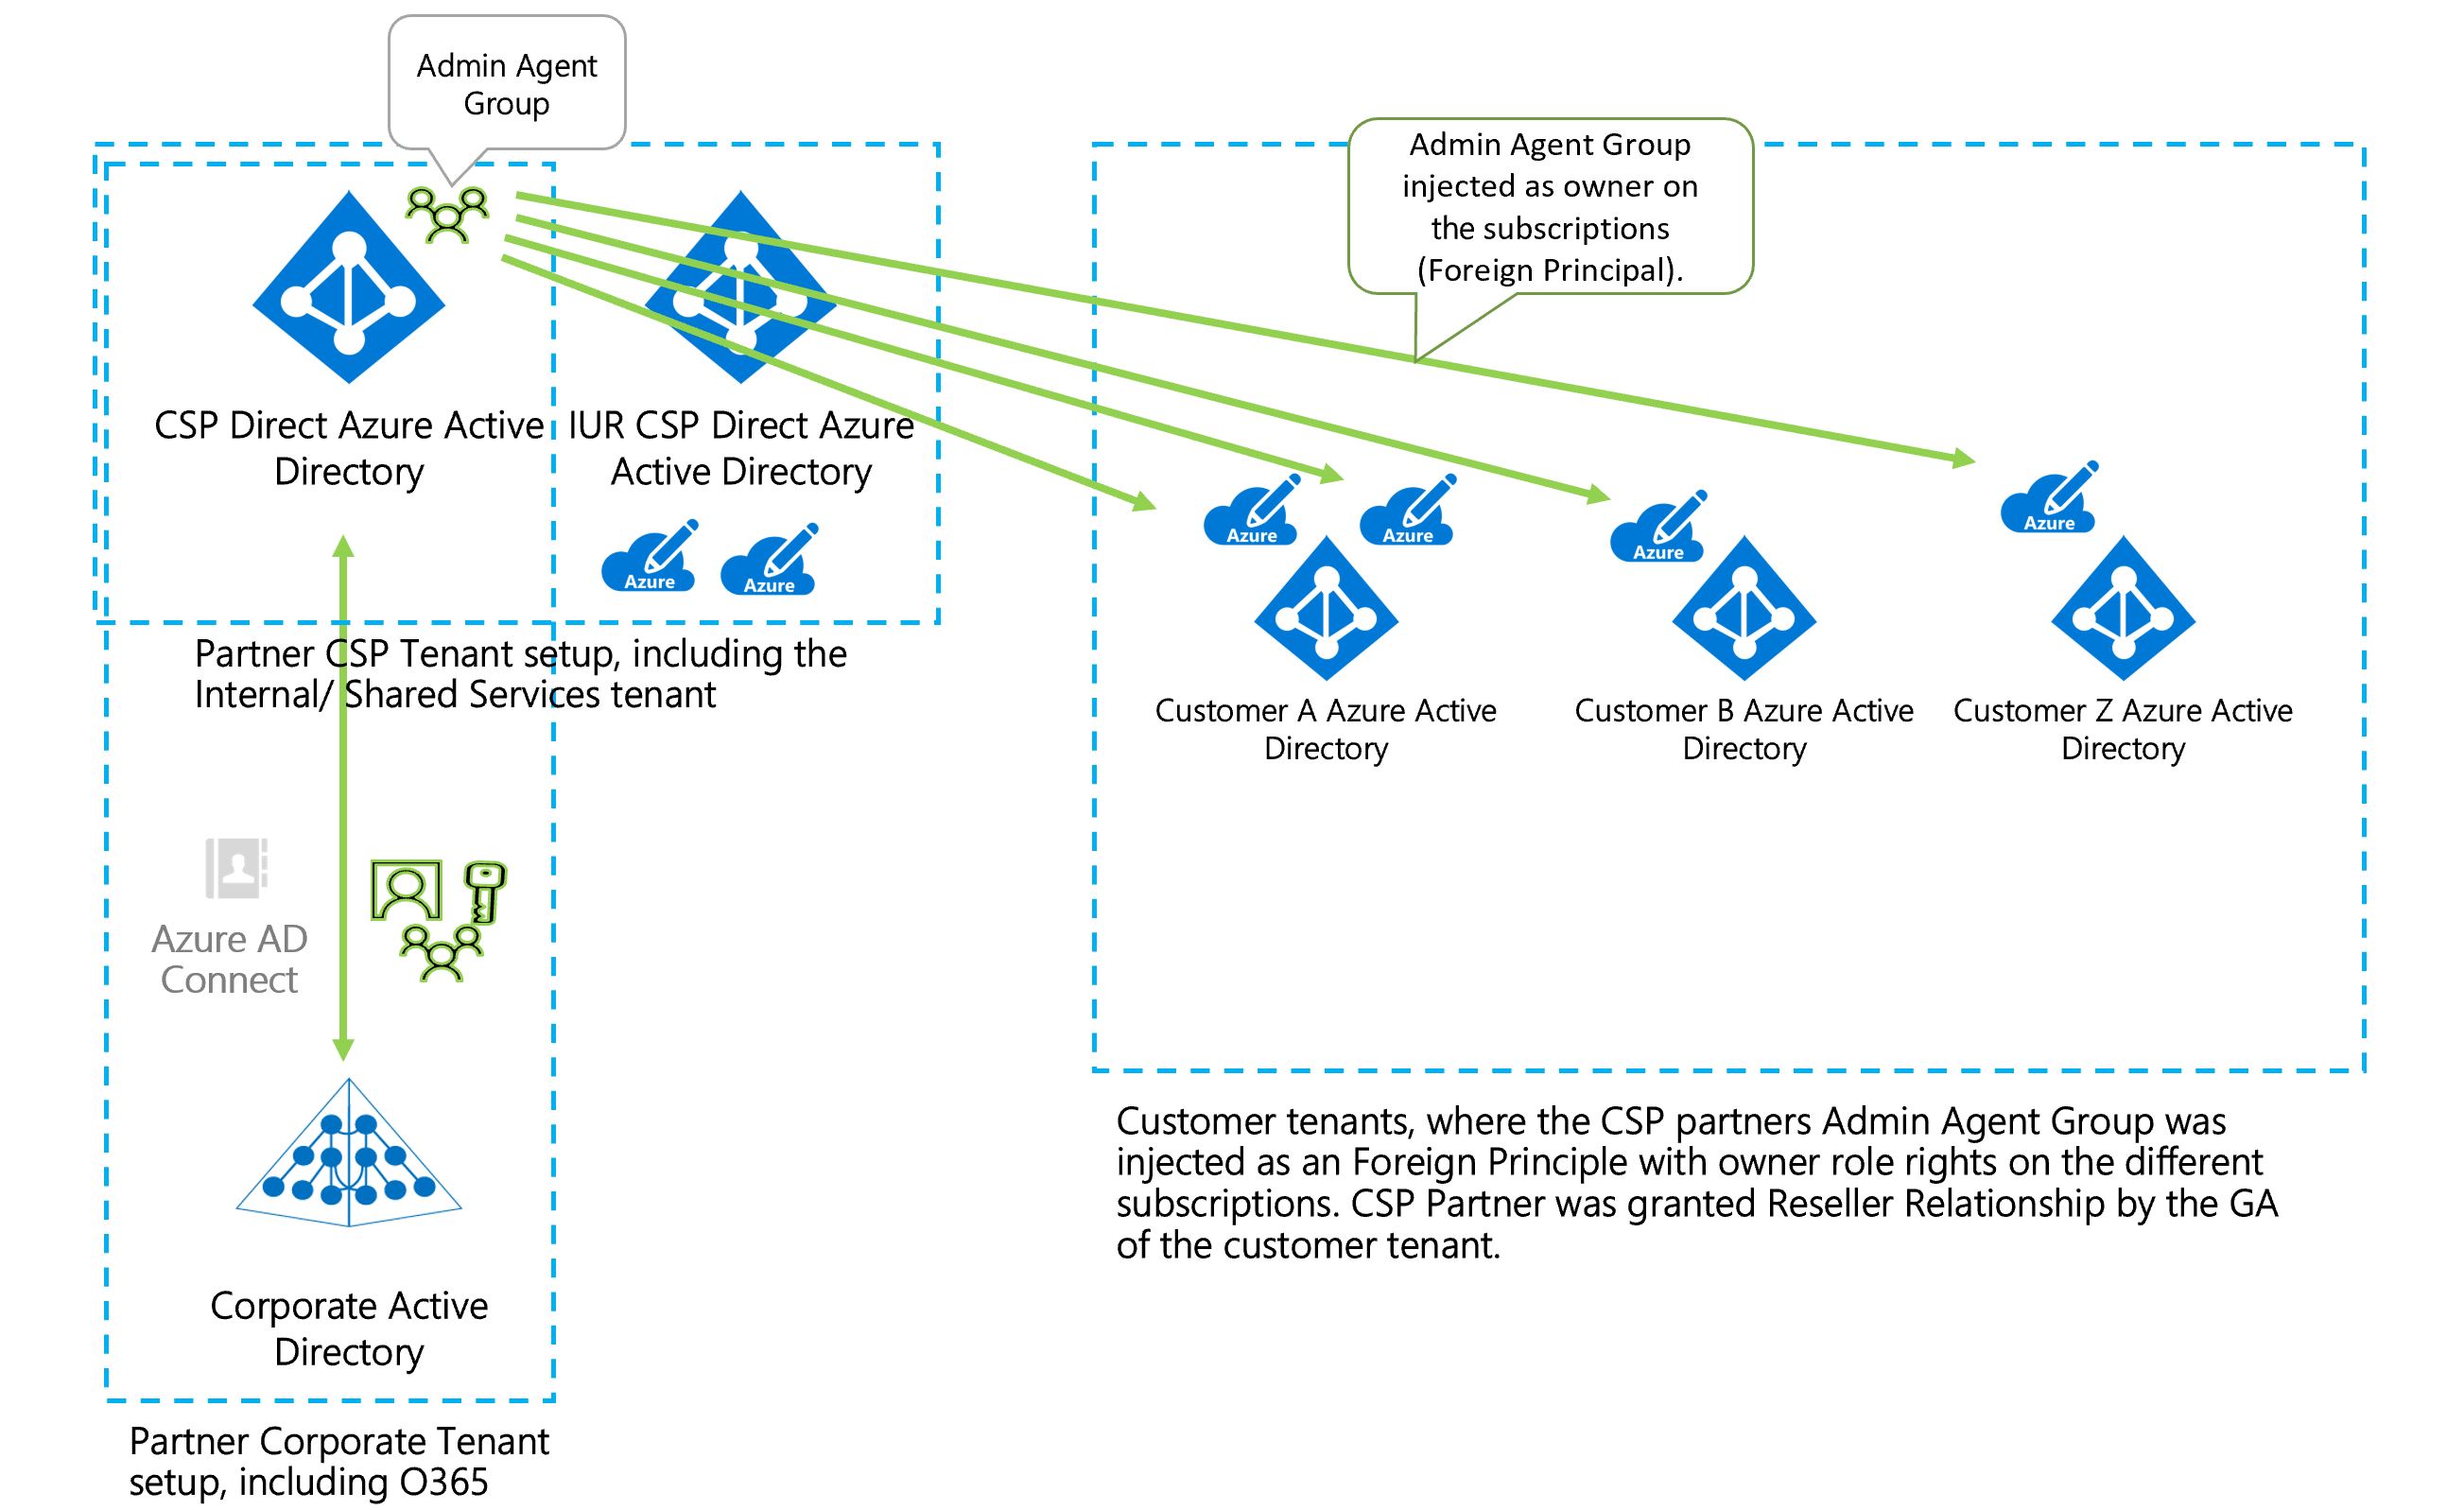 Admin Agent
Group
Admin Agent Group
injected as owner on
the subscriptions
(Foreign Principal).
CSP Direct Azure Active
Directory
IUR CSP Direct Azure
Active Directory
Azure
Azure
Azure
Azure
Azure
Azure
Partner CSP Tenant setup, including the
Internal/ Shared Services tenant
Customer A Azure Active
Directory
Customer B Azure Active
Directory
Customer Z Azure Active
Directory
Azure AD
Connect
Customer tenants, where the CSP partners Admin Agent Group was
injected as an Foreign Principle with owner role rights on the different
subscriptions. CSP Partner was granted Reseller Relationship by the GA
of the customer tenant.
Corporate Active
Directory
Partner Corporate Tenant
setup, including O365